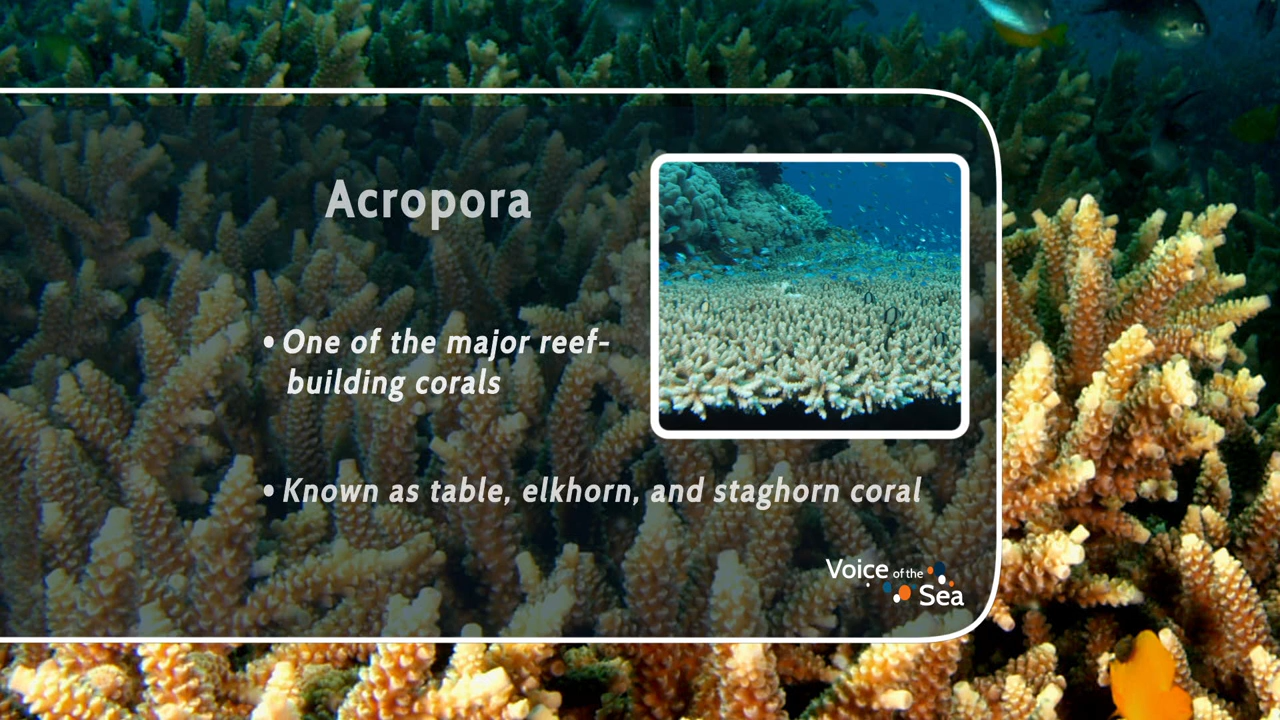 Acropora
• One of the major reef-
building corals
• Known as table, elkhorn, and staghorn coral
Voice of the
Sea